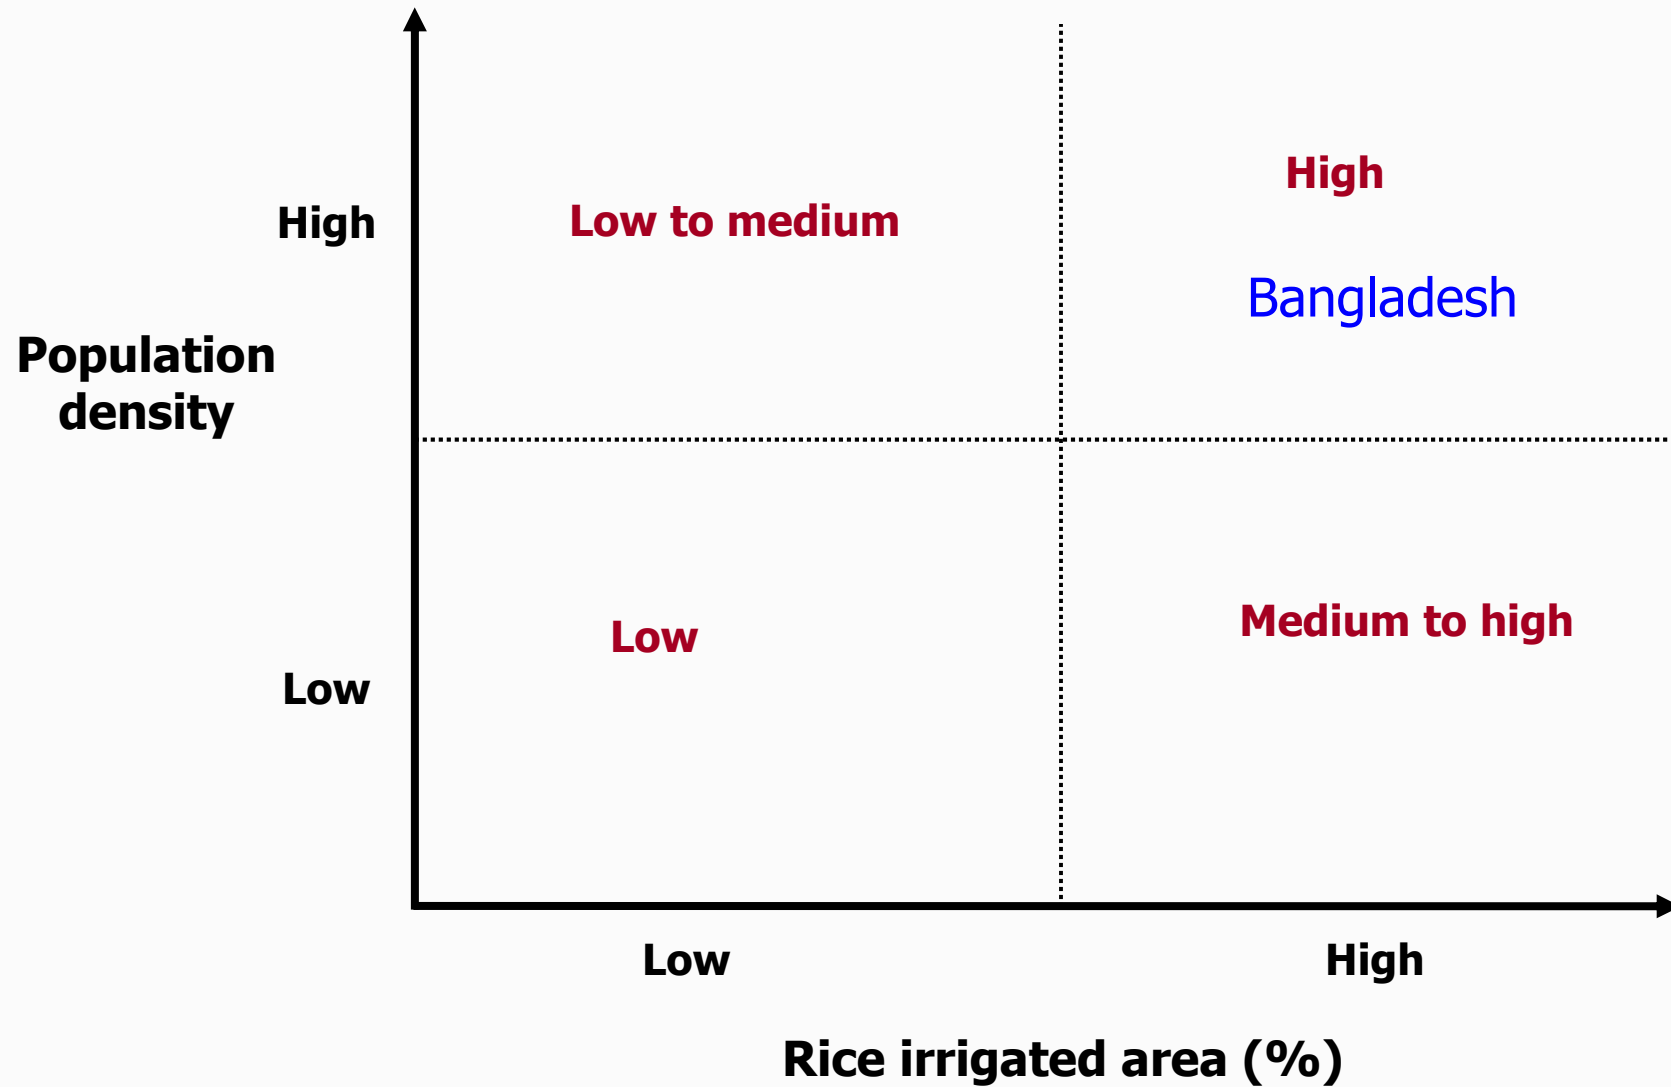 High
High
Low to medium
Bangladesh
Population
density
Low
Medium to high
Low
Low
High
Rice irrigated area (%)